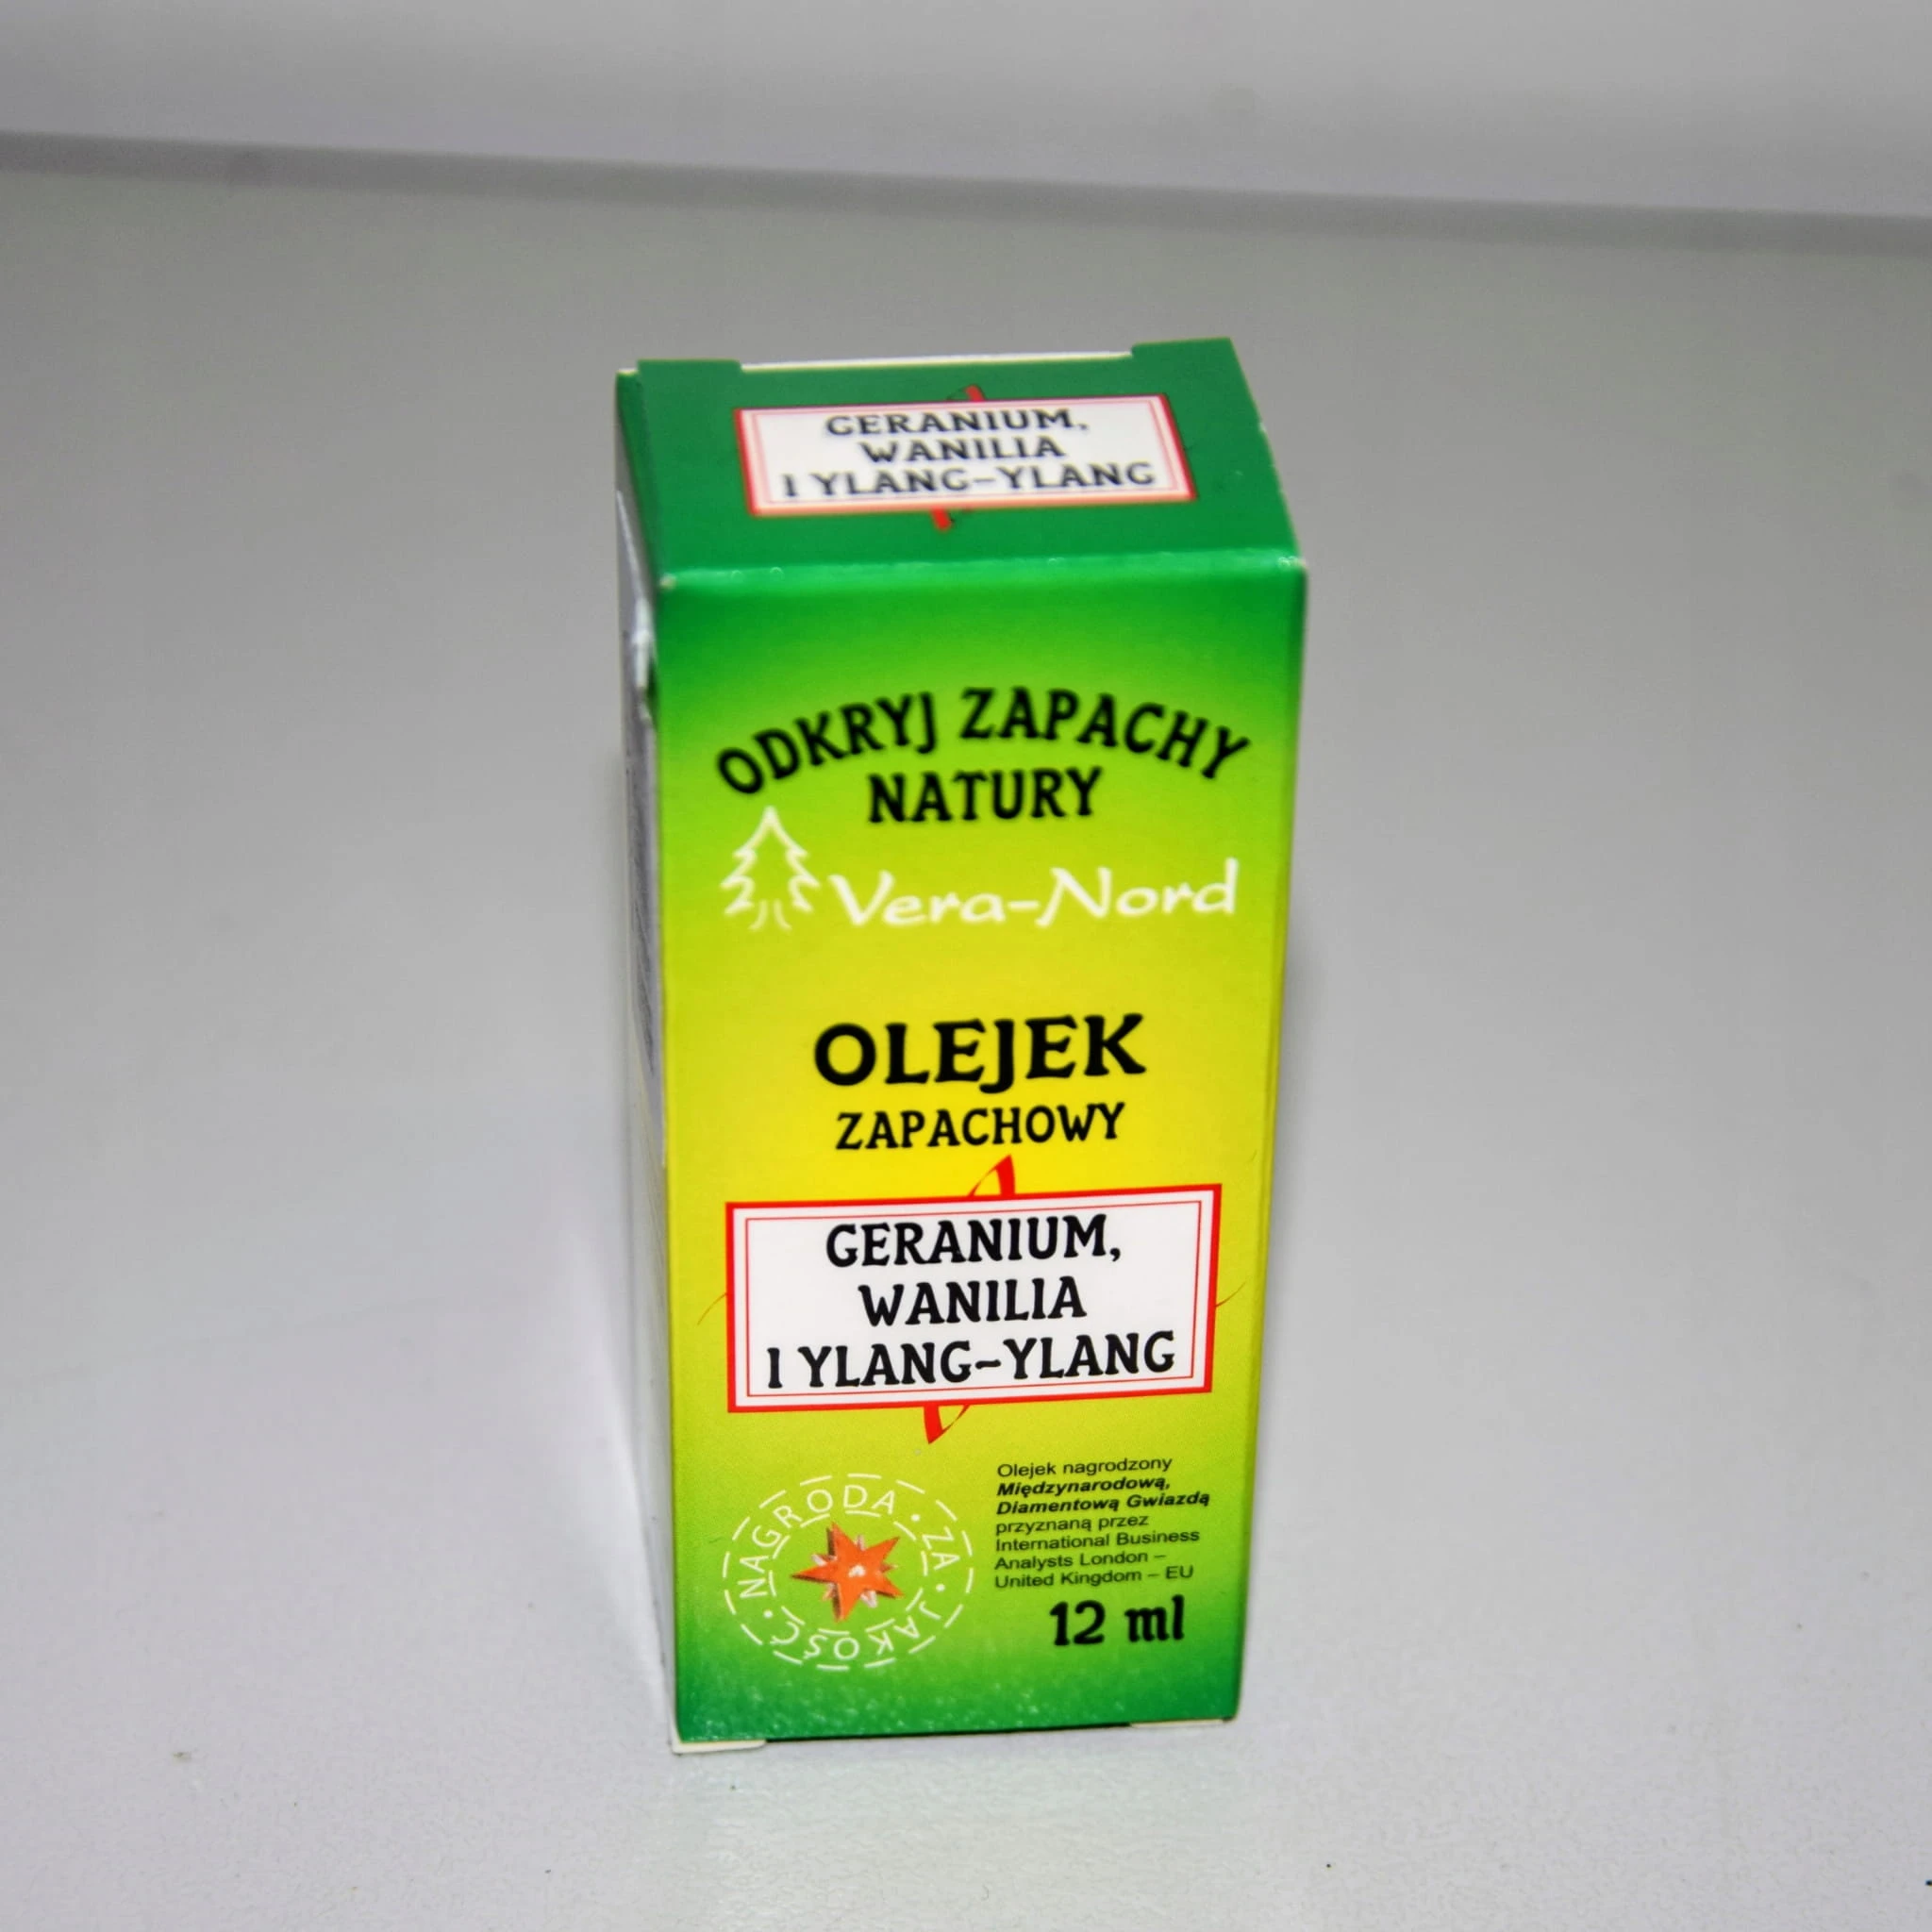 GERANIUM,
WANILIA
I YLANG-YLANG
ODKRYJ ZAPACHY
NATURY
Vera-Nord
OLEJEK
ZAPACHOWY
GERANIUM,
WANILIA
I YLANG-YLANG
NAGRODA · ZA · JAKOŚĆ ·
Olejek nagrodzony
Międzynarodową,
Diamentową Gwiazdą
przyznaną przez
International Business
Analysts London –
United Kingdom – EU
12 ml